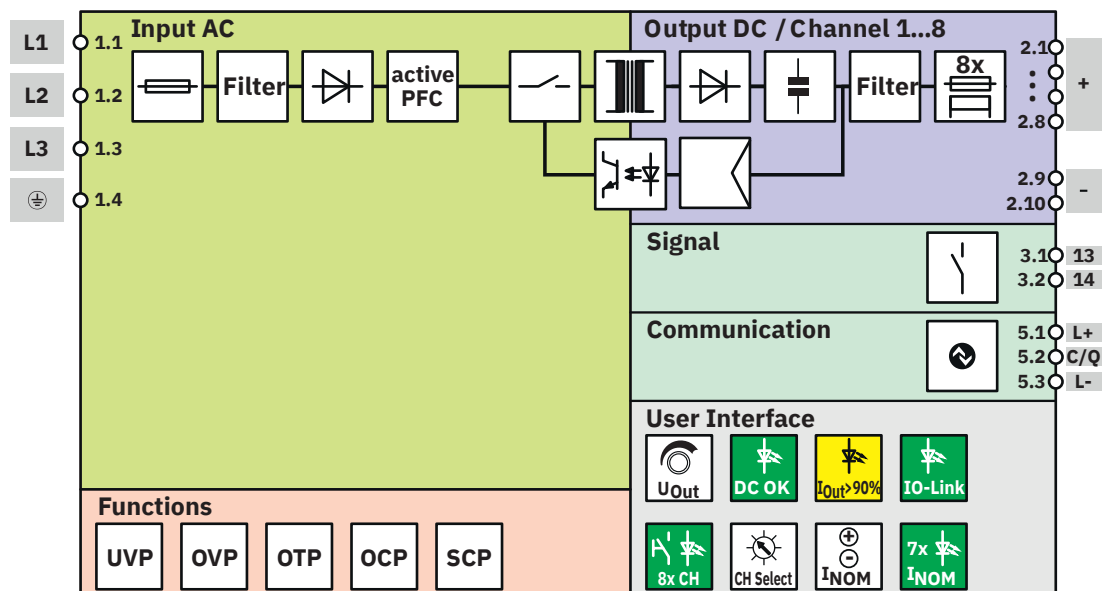 Input AC
L1
1.1
L2
1.2
L3
1.3
1.4
Filter
active
PFC
Output DC / Channel 1...8
Filter
8x
2.1
2.8
+
2.9
2.10
-
Signal
3.1
13
3.2
14
Communication
5.1
L+
5.2
C/Q
5.3
L-
User Interface
UOut
DC OK
IOut>90%
IO-Link
8x CH
CH Select
INOM
7x
INOM
Functions
UVP
OVP
OTP
OCP
SCP